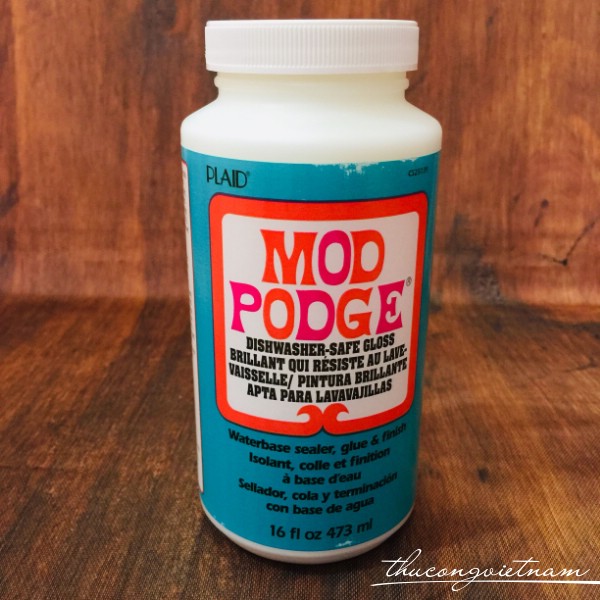 PLAID®
MOD
PODGE®
DISHWASHER-SAFE GLOSS
BRILLANT QUI RÉSISTE AU LAVE-
VAISSELLE/ PINTURA BRILLANTE
APTA PARA LAVAVAJILLAS
Waterbase sealer, glue & finish
Isolant, colle et finition
à base d'eau
Sellador, cola y terminación
con base de agua
16 fl oz 473 ml
thucongvietnam